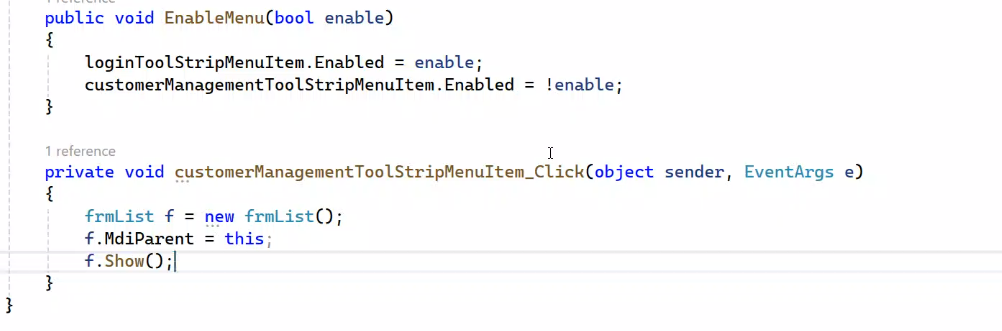 1 reference
public void EnableMenu(bool enable)
{
loginToolStripMenuItem.Enabled = enable;
customerManagementToolStripMenuItem.Enabled = !enable;
}
1 reference
private void customerManagementToolStripMenuItem_Click(object sender, EventArgs e)
{
frmList f = new frmList();
f.MdiParent = this;
f.Show();
}
}